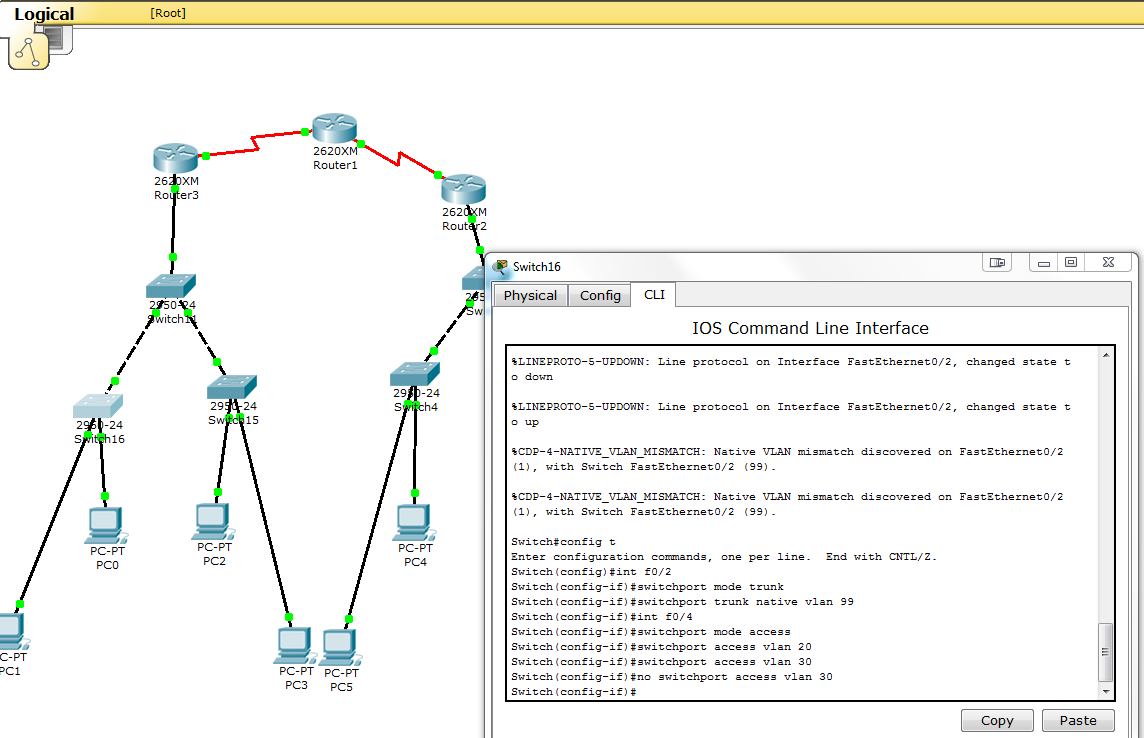 Logical
[Root]
2620XM
Router1
2620XM
Router3
2620XM
Router2
2950-24
Switch11
295
Sw
2950-24
Switch4
2950-24
Switch15
2950-24
Switch16
PC-PT
PC0
PC-PT
PC2
PC-PT
PC4
C-PT
PC1
PC-PT
PC3
PC-PT
PC5
Switch16
Physical
Config
CLI
IOS Command Line Interface
%LINEPROTO-5-UPDOWN: Line protocol on Interface FastEthernet0/2, changed state t
o down
%LINEPROTO-5-UPDOWN: Line protocol on Interface FastEthernet0/2, changed state t
o up
%CDP-4-NATIVE_VLAN_MISMATCH: Native VLAN mismatch discovered on FastEthernet0/2
(1), with Switch FastEthernet0/2 (99).
%CDP-4-NATIVE_VLAN_MISMATCH: Native VLAN mismatch discovered on FastEthernet0/2
(1), with Switch FastEthernet0/2 (99).
Switch#config t
Enter configuration commands, one per line.  End with CNTL/Z.
Switch(config)#int f0/2
Switch(config-if)#switchport mode trunk
Switch(config-if)#switchport trunk native vlan 99
Switch(config-if)#int f0/4
Switch(config-if)#switchport mode access
Switch(config-if)#switchport access vlan 20
Switch(config-if)#switchport access vlan 30
Switch(config-if)#no switchport access vlan 30
Switch(config-if)#
Copy
Paste